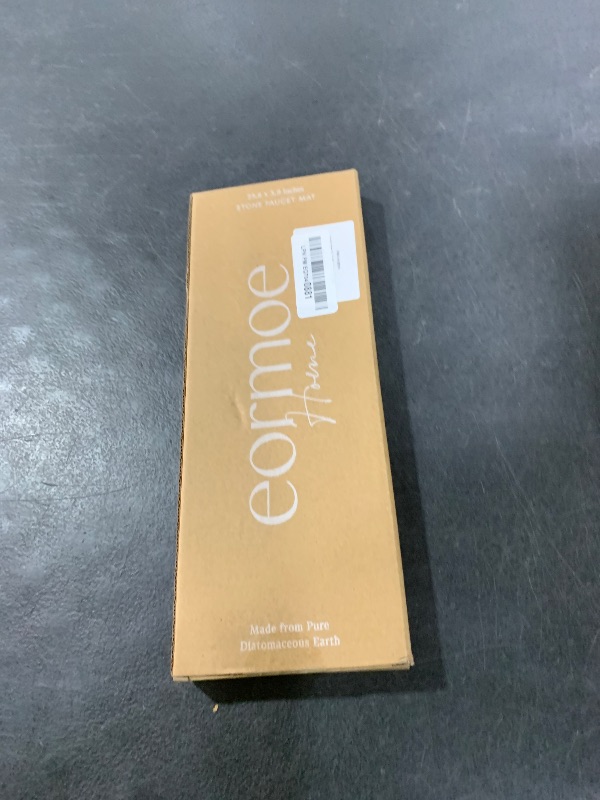 STONE FAUCET MAT
eormoe
Home
Made from Pure
Diatomaceous Earth